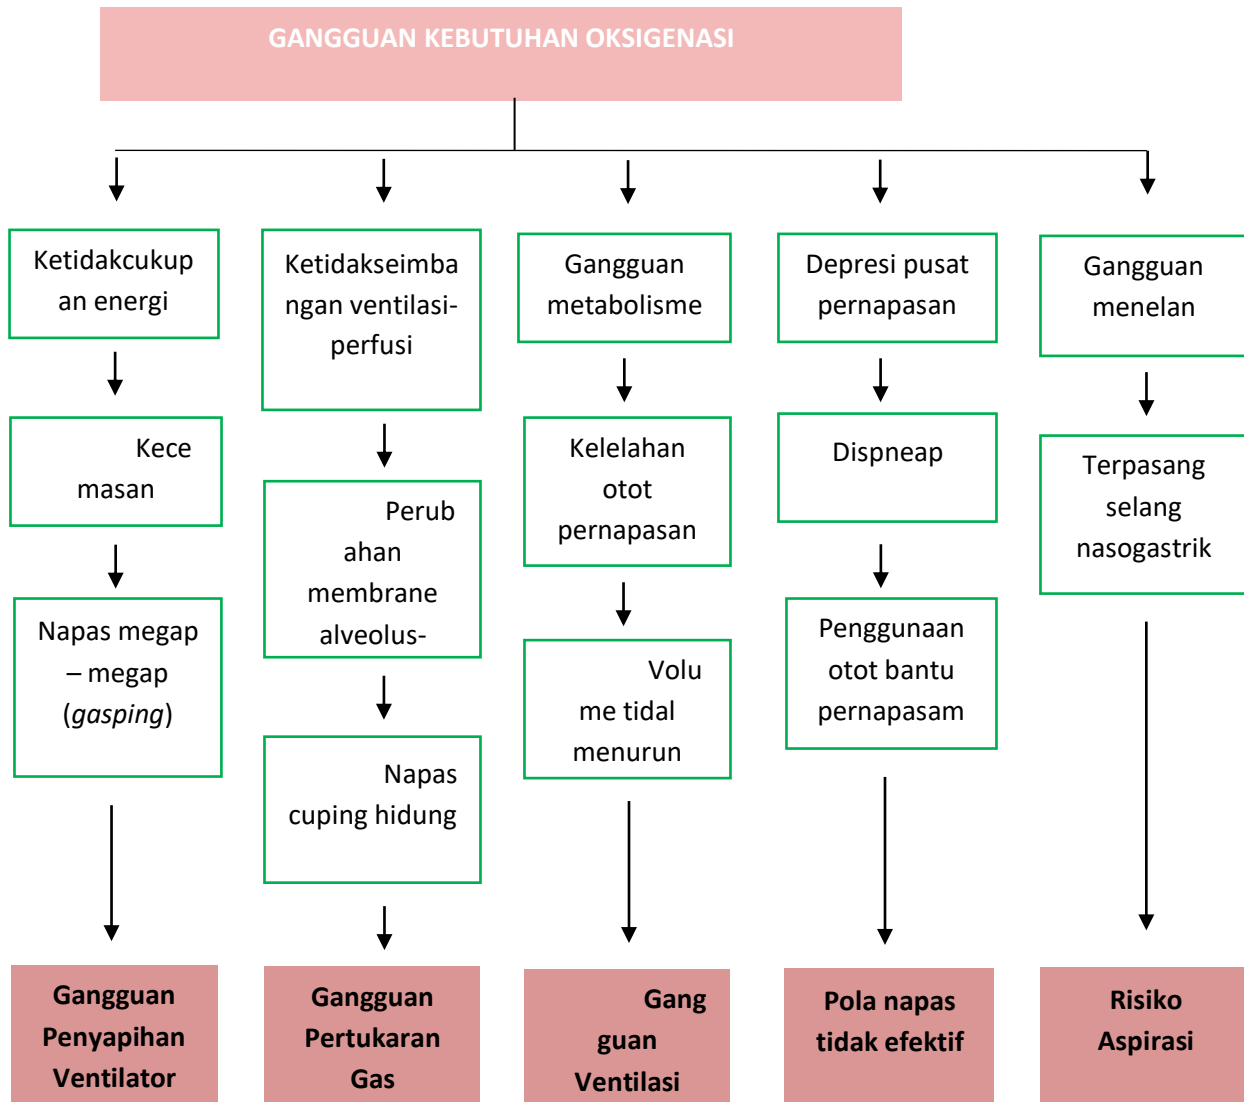 GANGGUAN KEBUTUHAN OKSIGENASI
Ketidakcukup
an energi
Kece
masan
Napas megap
– megap
(gasping)
Gangguan
Penyapihan
Ventilator
Ketidakseimba
ngan ventilasi-
perfusi
Perub
ahan
membrane
alveolus-
Napas
cuping hidung
Gangguan
Pertukaran
Gas
Gangguan
metabolisme
Kelelahan
otot
pernapasan
Volu
me tidal
menurun
Gang
guan
Ventilasi
Depresi pusat
pernapasan
Dispneap
Penggunaan
otot bantu
pernapasam
Pola napas
tidak efektif
Gangguan
menelan
Terpasang
selang
nasogastrik
Risiko
Aspirasi